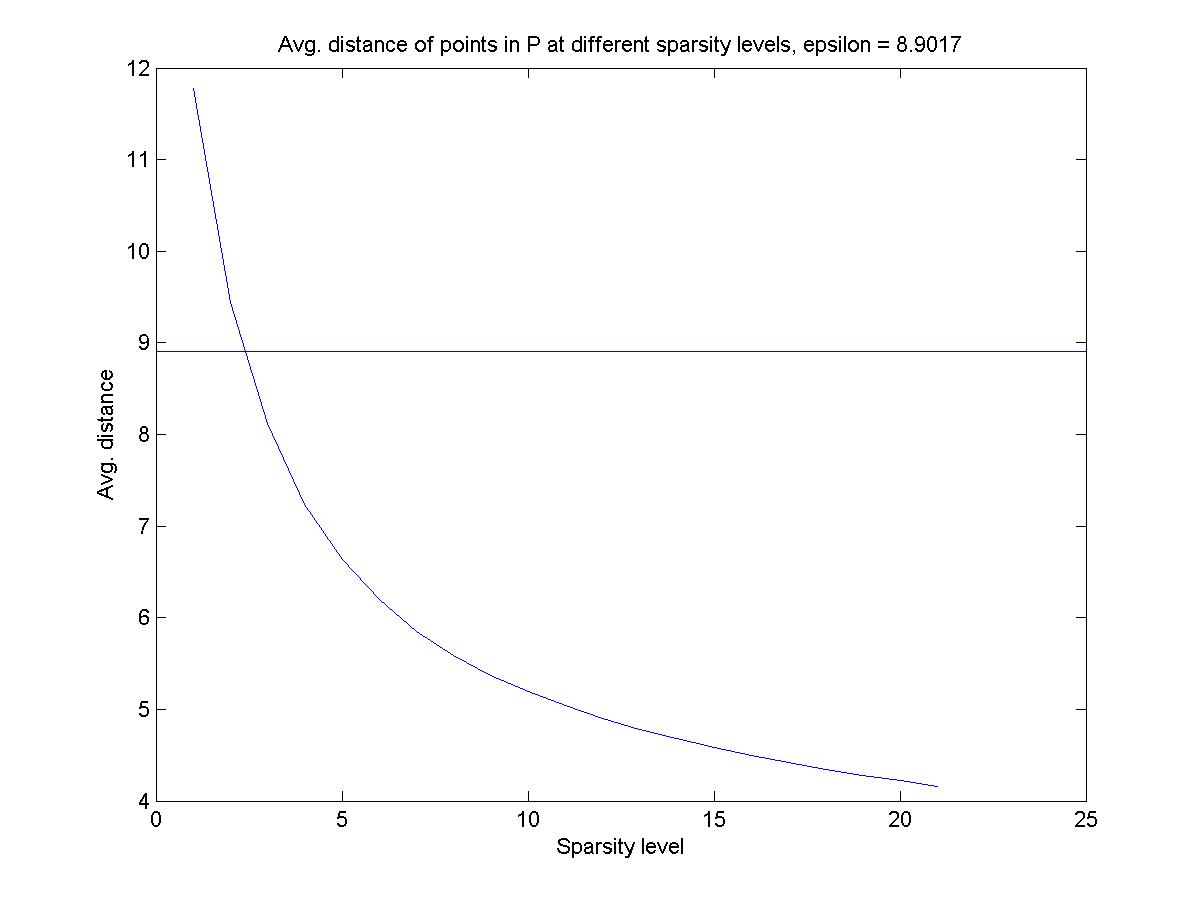 Avg. distance of points in P at different sparsity levels, epsilon = 8.9017
12
11
10
9
8
7
6
5
4
Avg. distance
0 5 10 15 20 25
Sparsity level